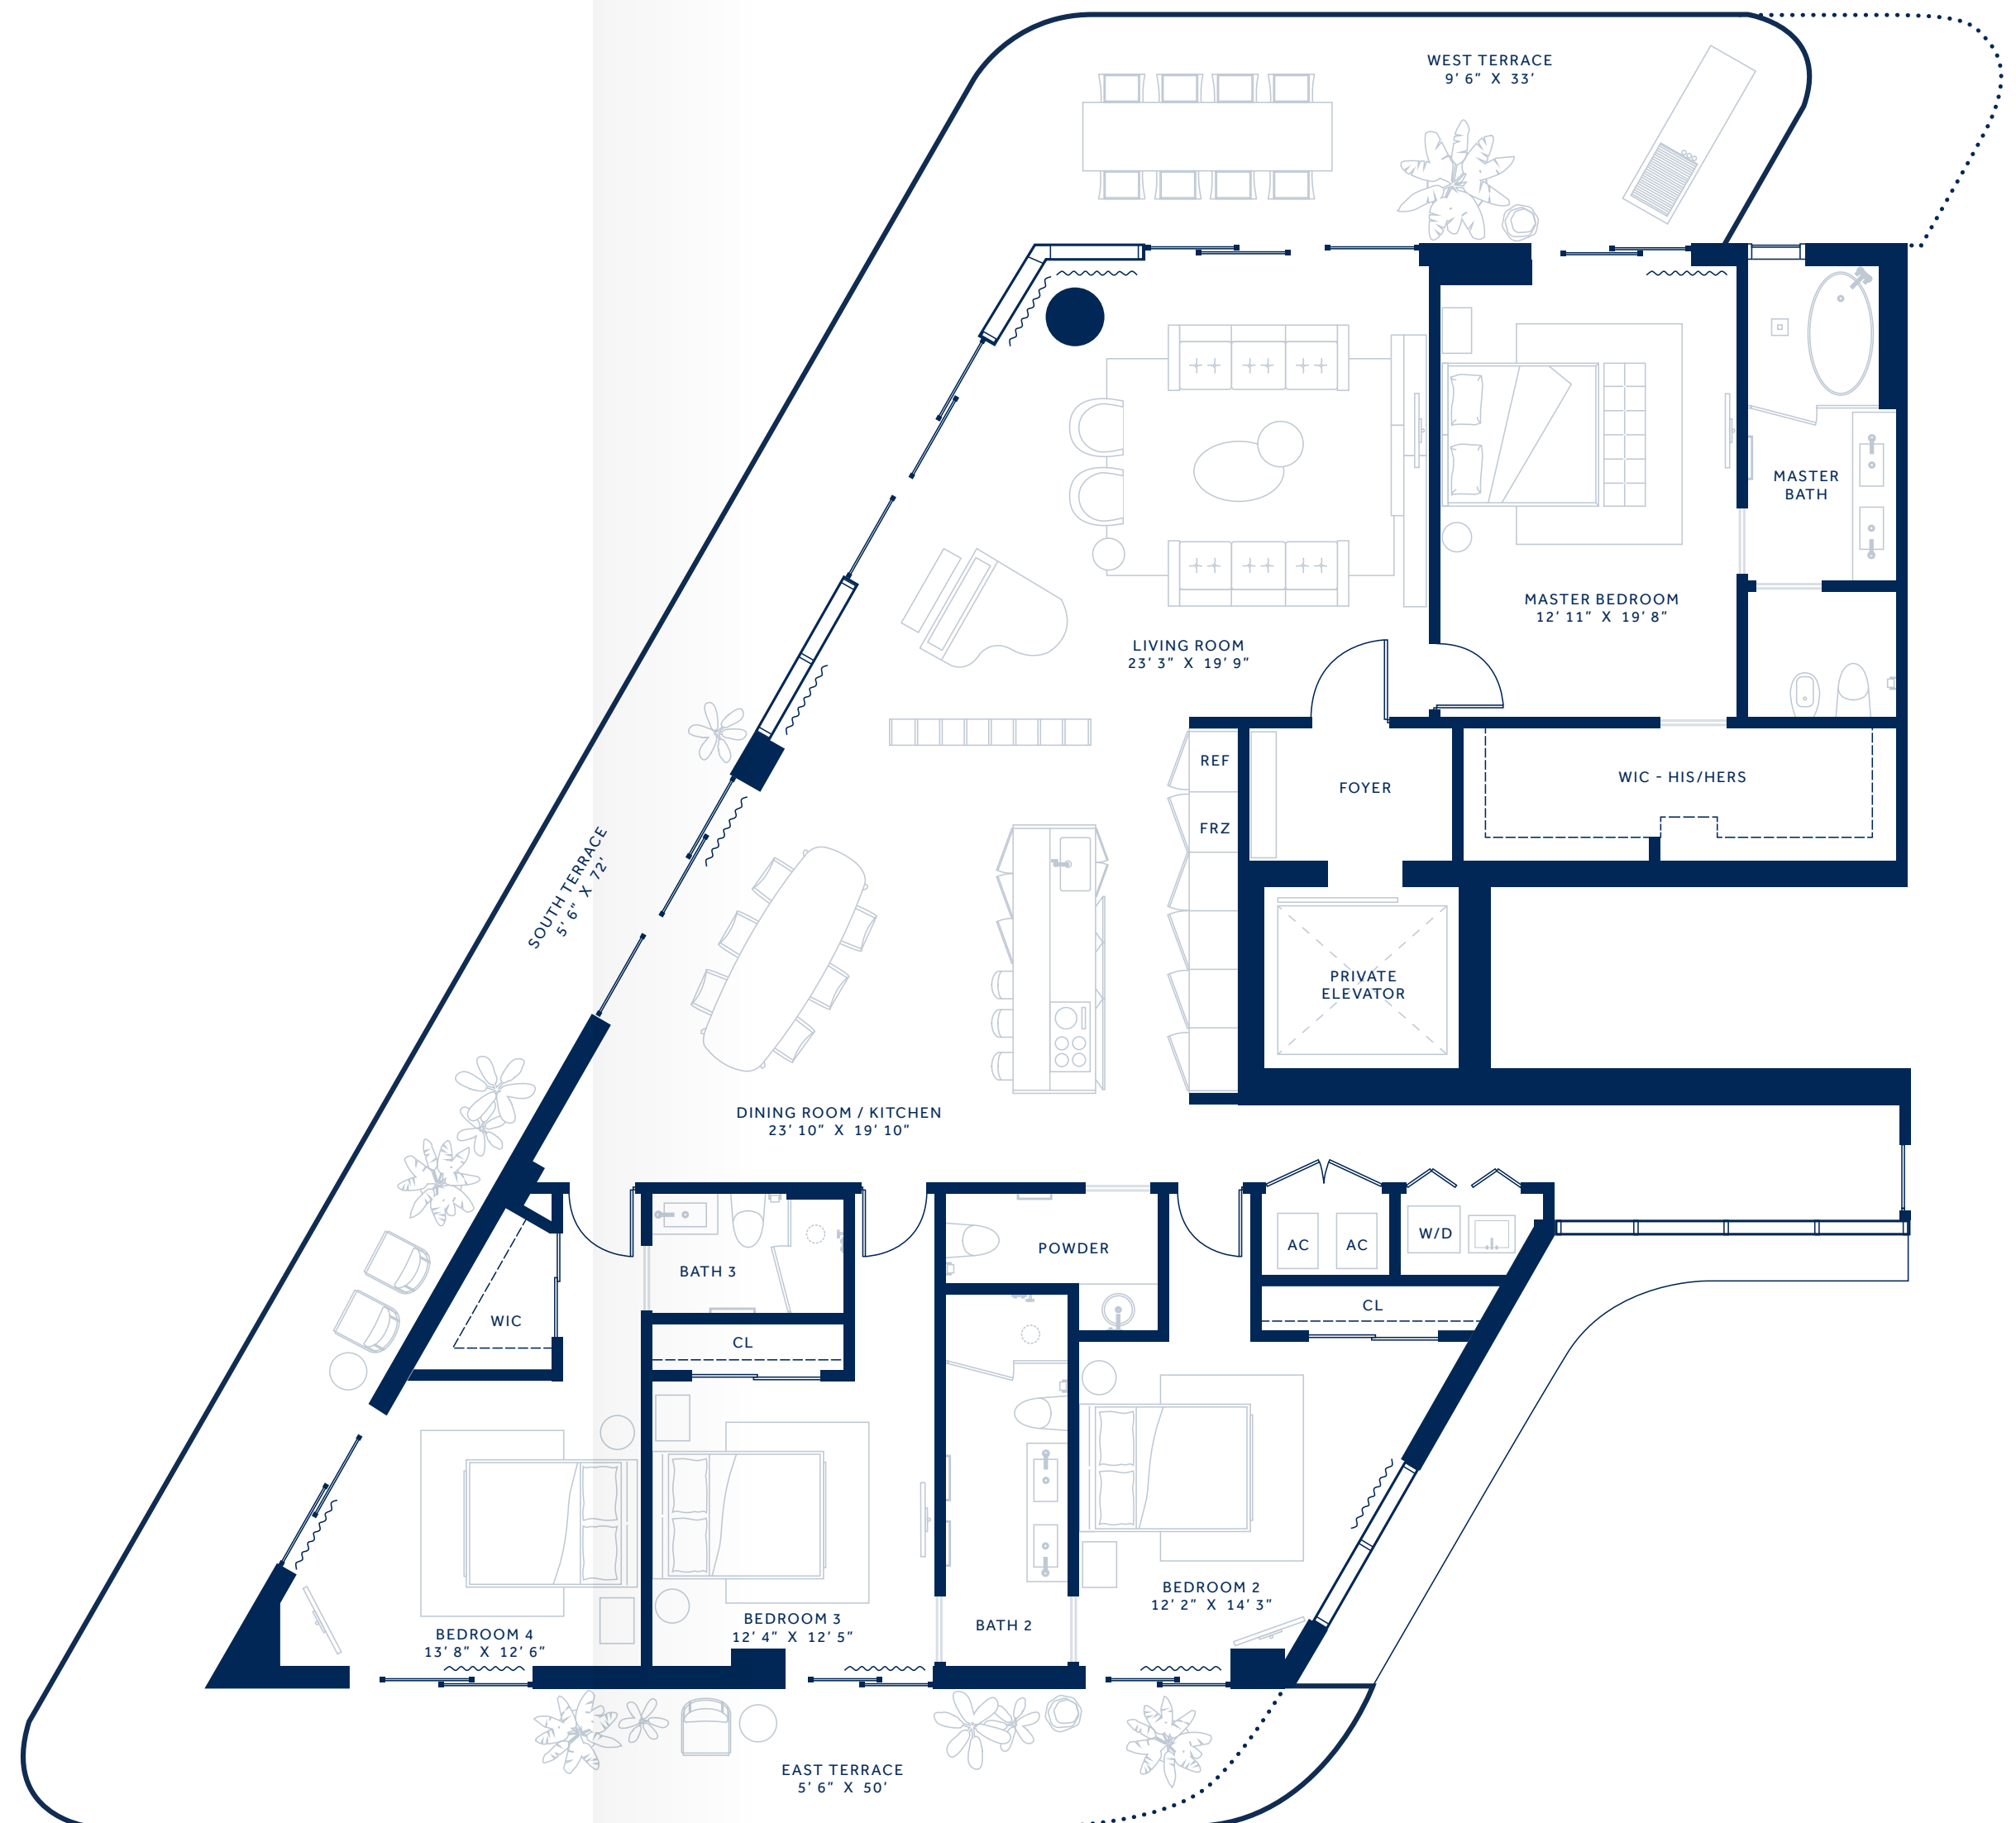 WEST TERRACE
9' 6" X 33'
MASTER
BATH
MASTER BEDROOM
12' 11" X 19' 8"
LIVING ROOM
23' 3" X 19' 9"
REF
FOYER
WIC - HIS/HERS
FRZ
SOUTH TERRACE
5' 6" X 72'
PRIVATE
ELEVATOR
DINING ROOM / KITCHEN
23' 10" X 19' 10"
POWDER
AC
AC
W/D
BATH 3
WIC
CL
CL
BEDROOM 2
12' 2" X 14' 3"
BEDROOM 3
12' 4" X 12' 5"
BATH 2
BEDROOM 4
13' 8" X 12' 6"
EAST TERRACE
5' 6" X 50'